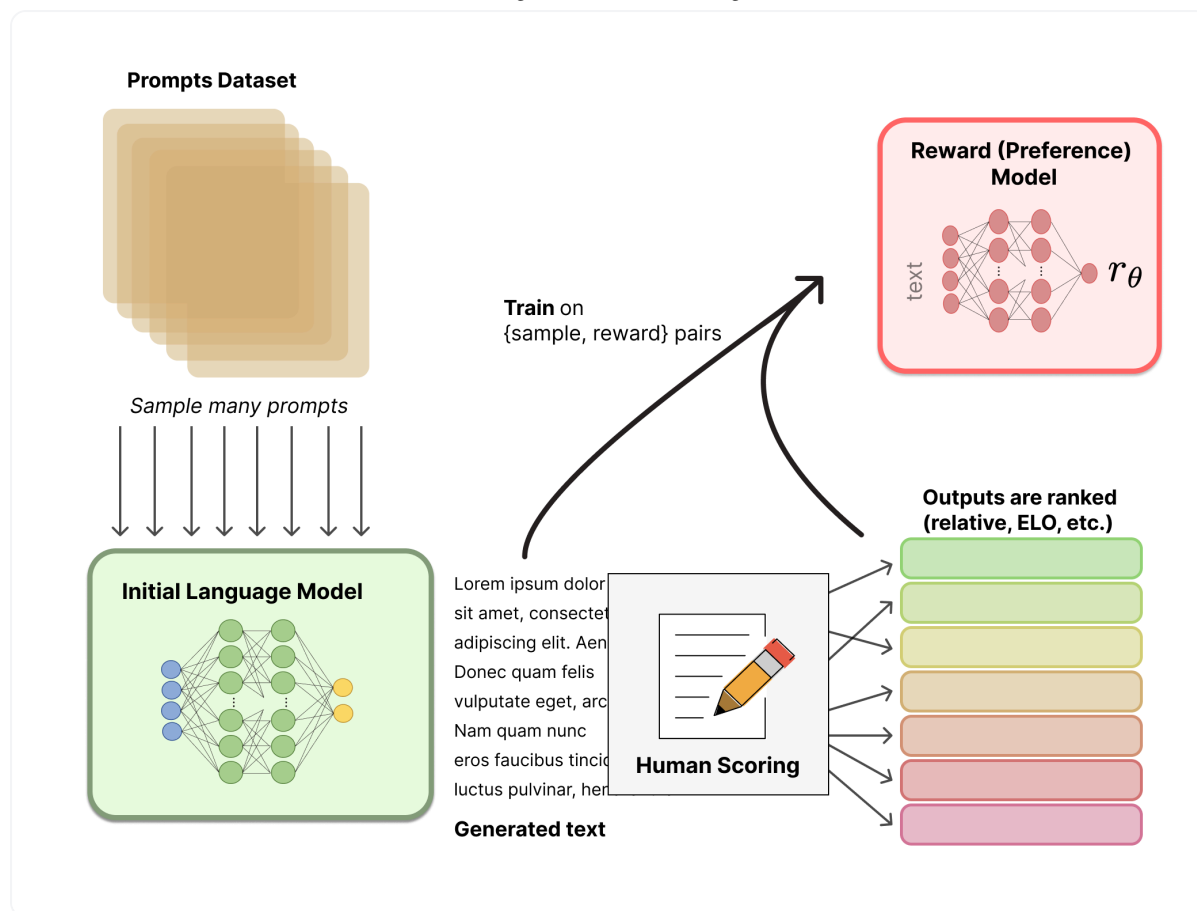 Prompts Dataset
Sample many prompts
Initial Language Model
Train on
{sample, reward} pairs
Lorem ipsum dolor
sit amet, consectet
adipiscing elit. Aen
Donec quam felis
vulputate eget, arc
Nam quam nunc
eros faucibus tincid
luctus pulvinar, her
Generated text
Human Scoring
Reward (Preference)
Model
text
rθ
Outputs are ranked
(relative, ELO, etc.)